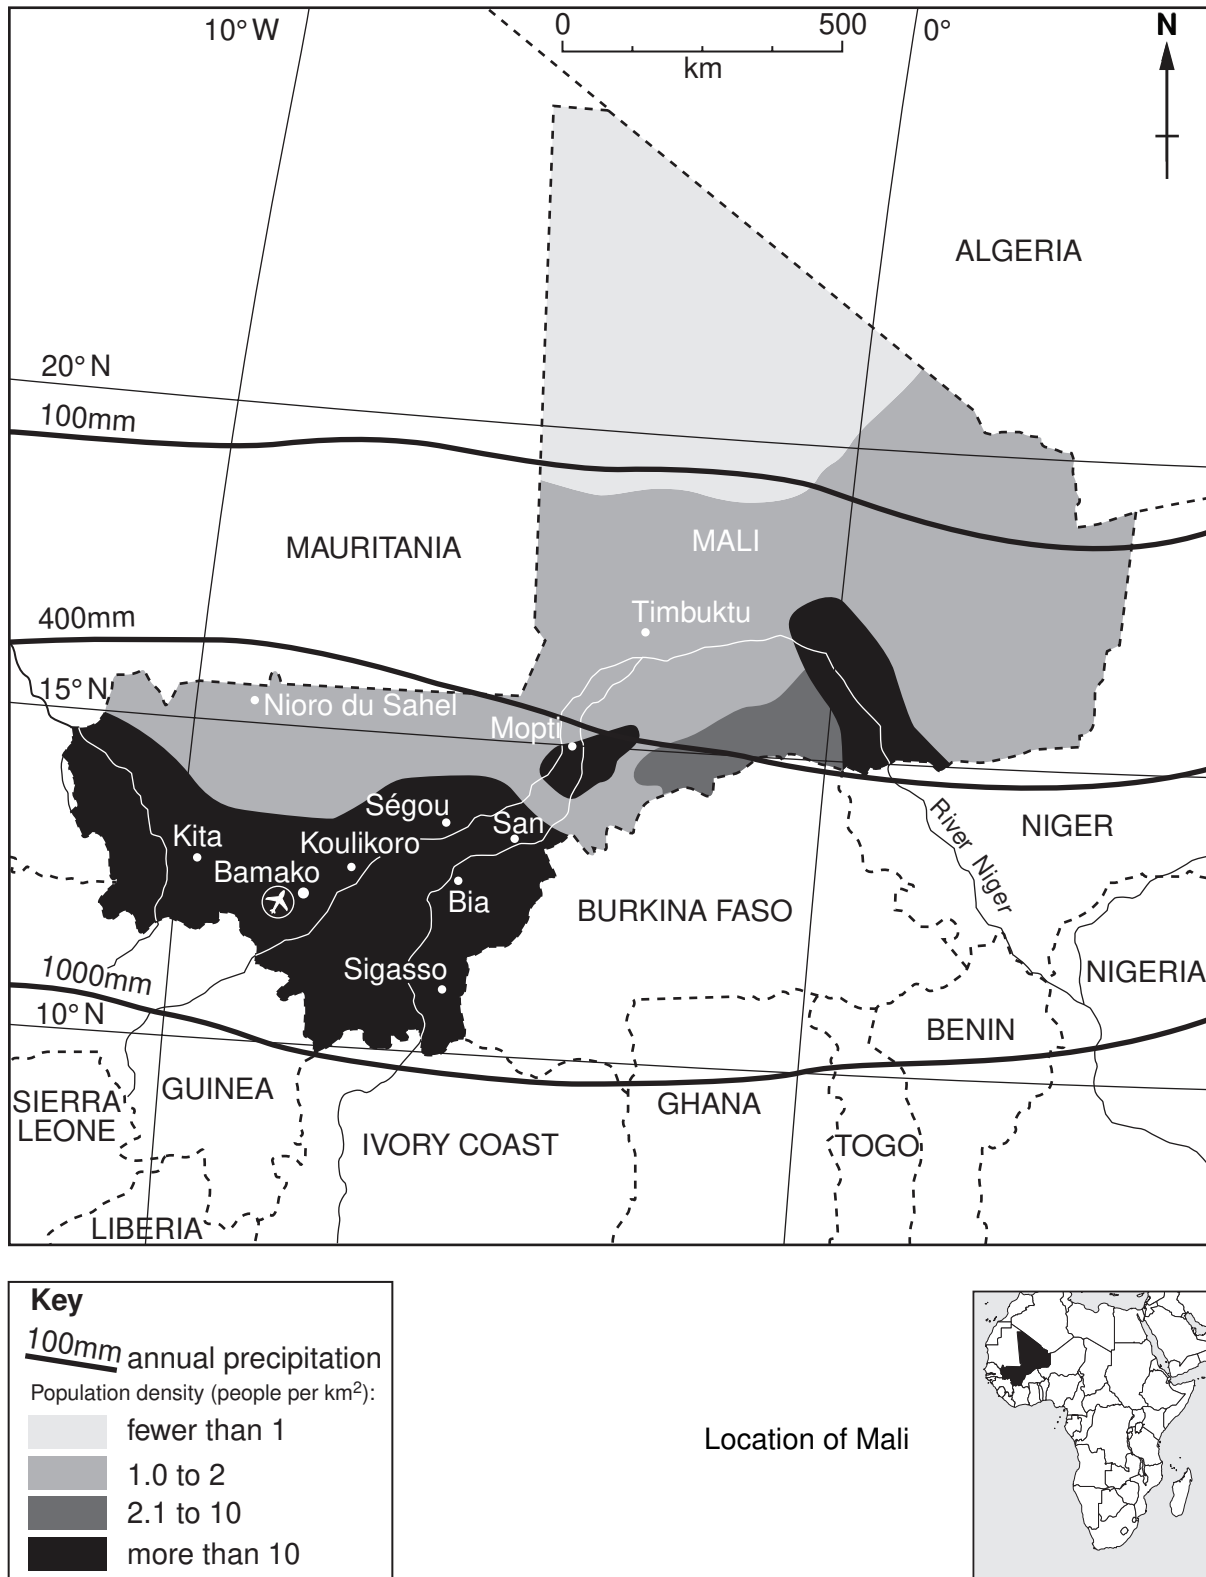 10° W
0
500
km
0°
N
ALGERIA
20° N
100mm
MAURITANIA
MALI
400mm
Timbuktu
15° N
Nioro du Sahel
Mopti
Ségou
San
Kita
Koulikoro
Bamako
Bia
NIGER
River Niger
BURKINA FASO
Sigasso
1000mm
NIGERIA
10° N
BENIN
SIERRA
LEONE
GUINEA
GHANA
IVORY COAST
TOGO
LIBERIA
Key
100mm annual precipitation
Population density (people per km²):
fewer than 1
1.0 to 2
2.1 to 10
more than 10
Location of Mali